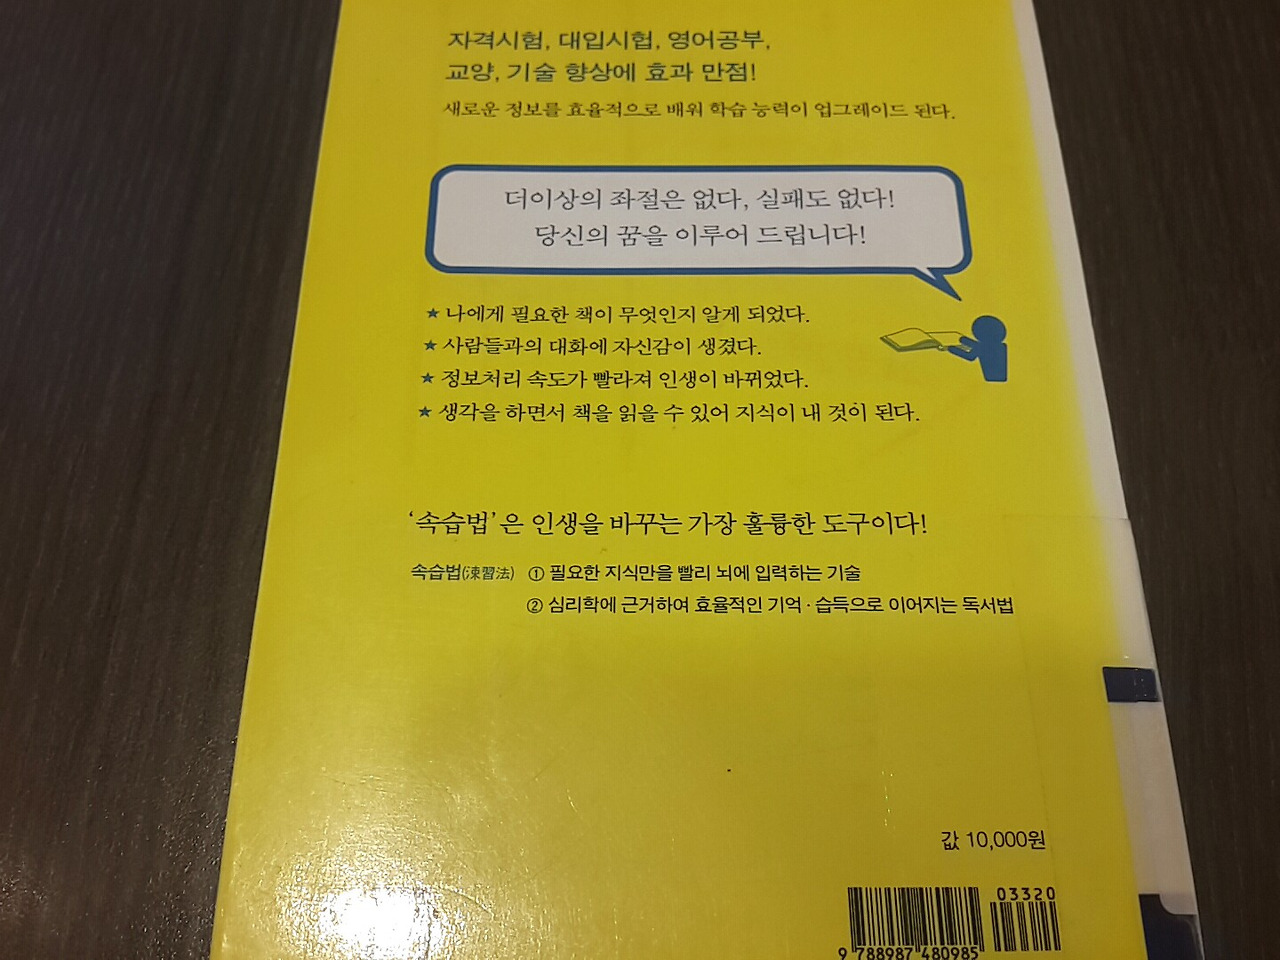 자격시험, 대입시험, 영어공부,
교양, 기술 향상에 효과 만점!
새로운 정보를 효율적으로 배워 학습 능력이 업그레이드 된다.
더이상의 좌절은 없다, 실패도 없다!
당신의 꿈을 이루어 드립니다!
★ 나에게 필요한 책이 무엇인지 알게 되었다.
★ 사람들과의 대화에 자신감이 생겼다.
★ 정보처리 속도가 빨라져 인생이 바뀌었다.
★ 생각을 하면서 책을 읽을 수 있어 지식이 내 것이 된다.
‘속습법’은 인생을 바꾸는 가장 훌륭한 도구이다!
속습법(速習法) ① 필요한 지식만을 빨리 뇌에 입력하는 기술
② 심리학에 근거하여 효율적인 기억·습득으로 이어지는 독서법
값 10,000원
03320
9 788987 480985